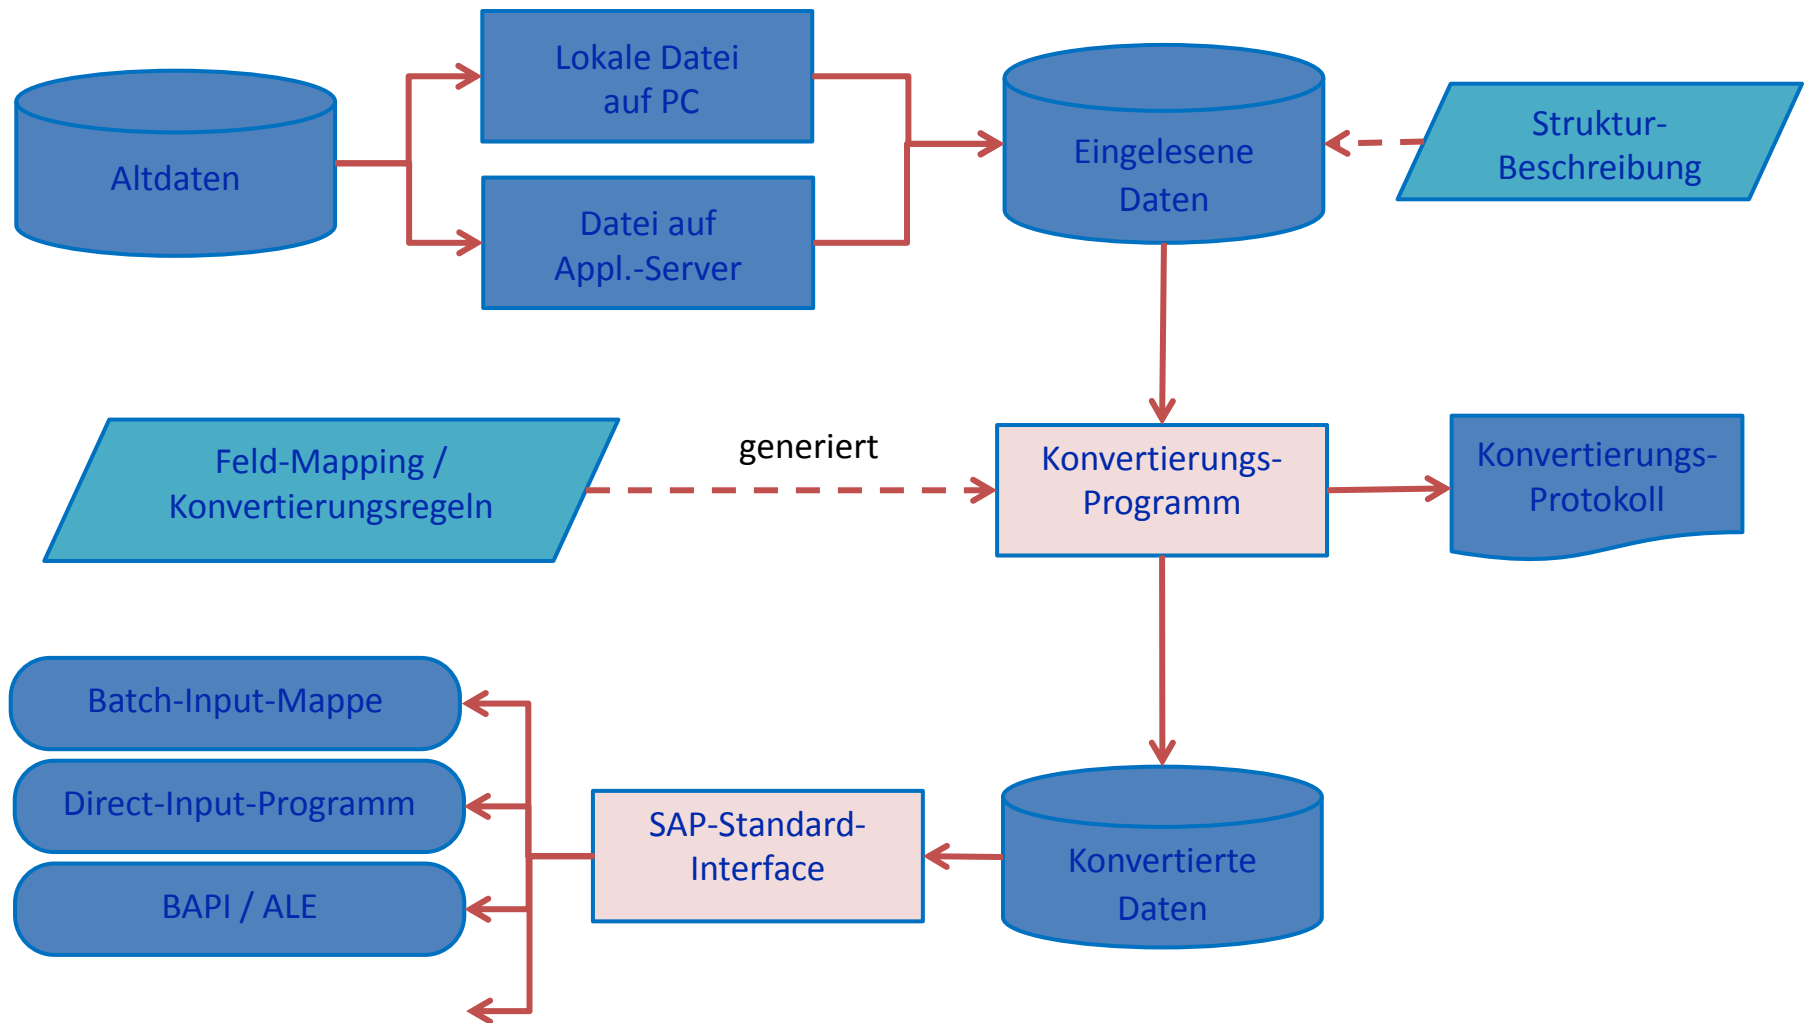 Lokale Datei
auf PC
Altdaten
Datei auf
Appl.-Server
Eingelesene
Daten
Struktur-
Beschreibung
Feld-Mapping /
Konvertierungsregeln
generiert
Konvertierungs-
Programm
Konvertierungs-
Protokoll
Batch-Input-Mappe
Direct-Input-Programm
BAPI / ALE
SAP-Standard-
Interface
Konvertierte
Daten